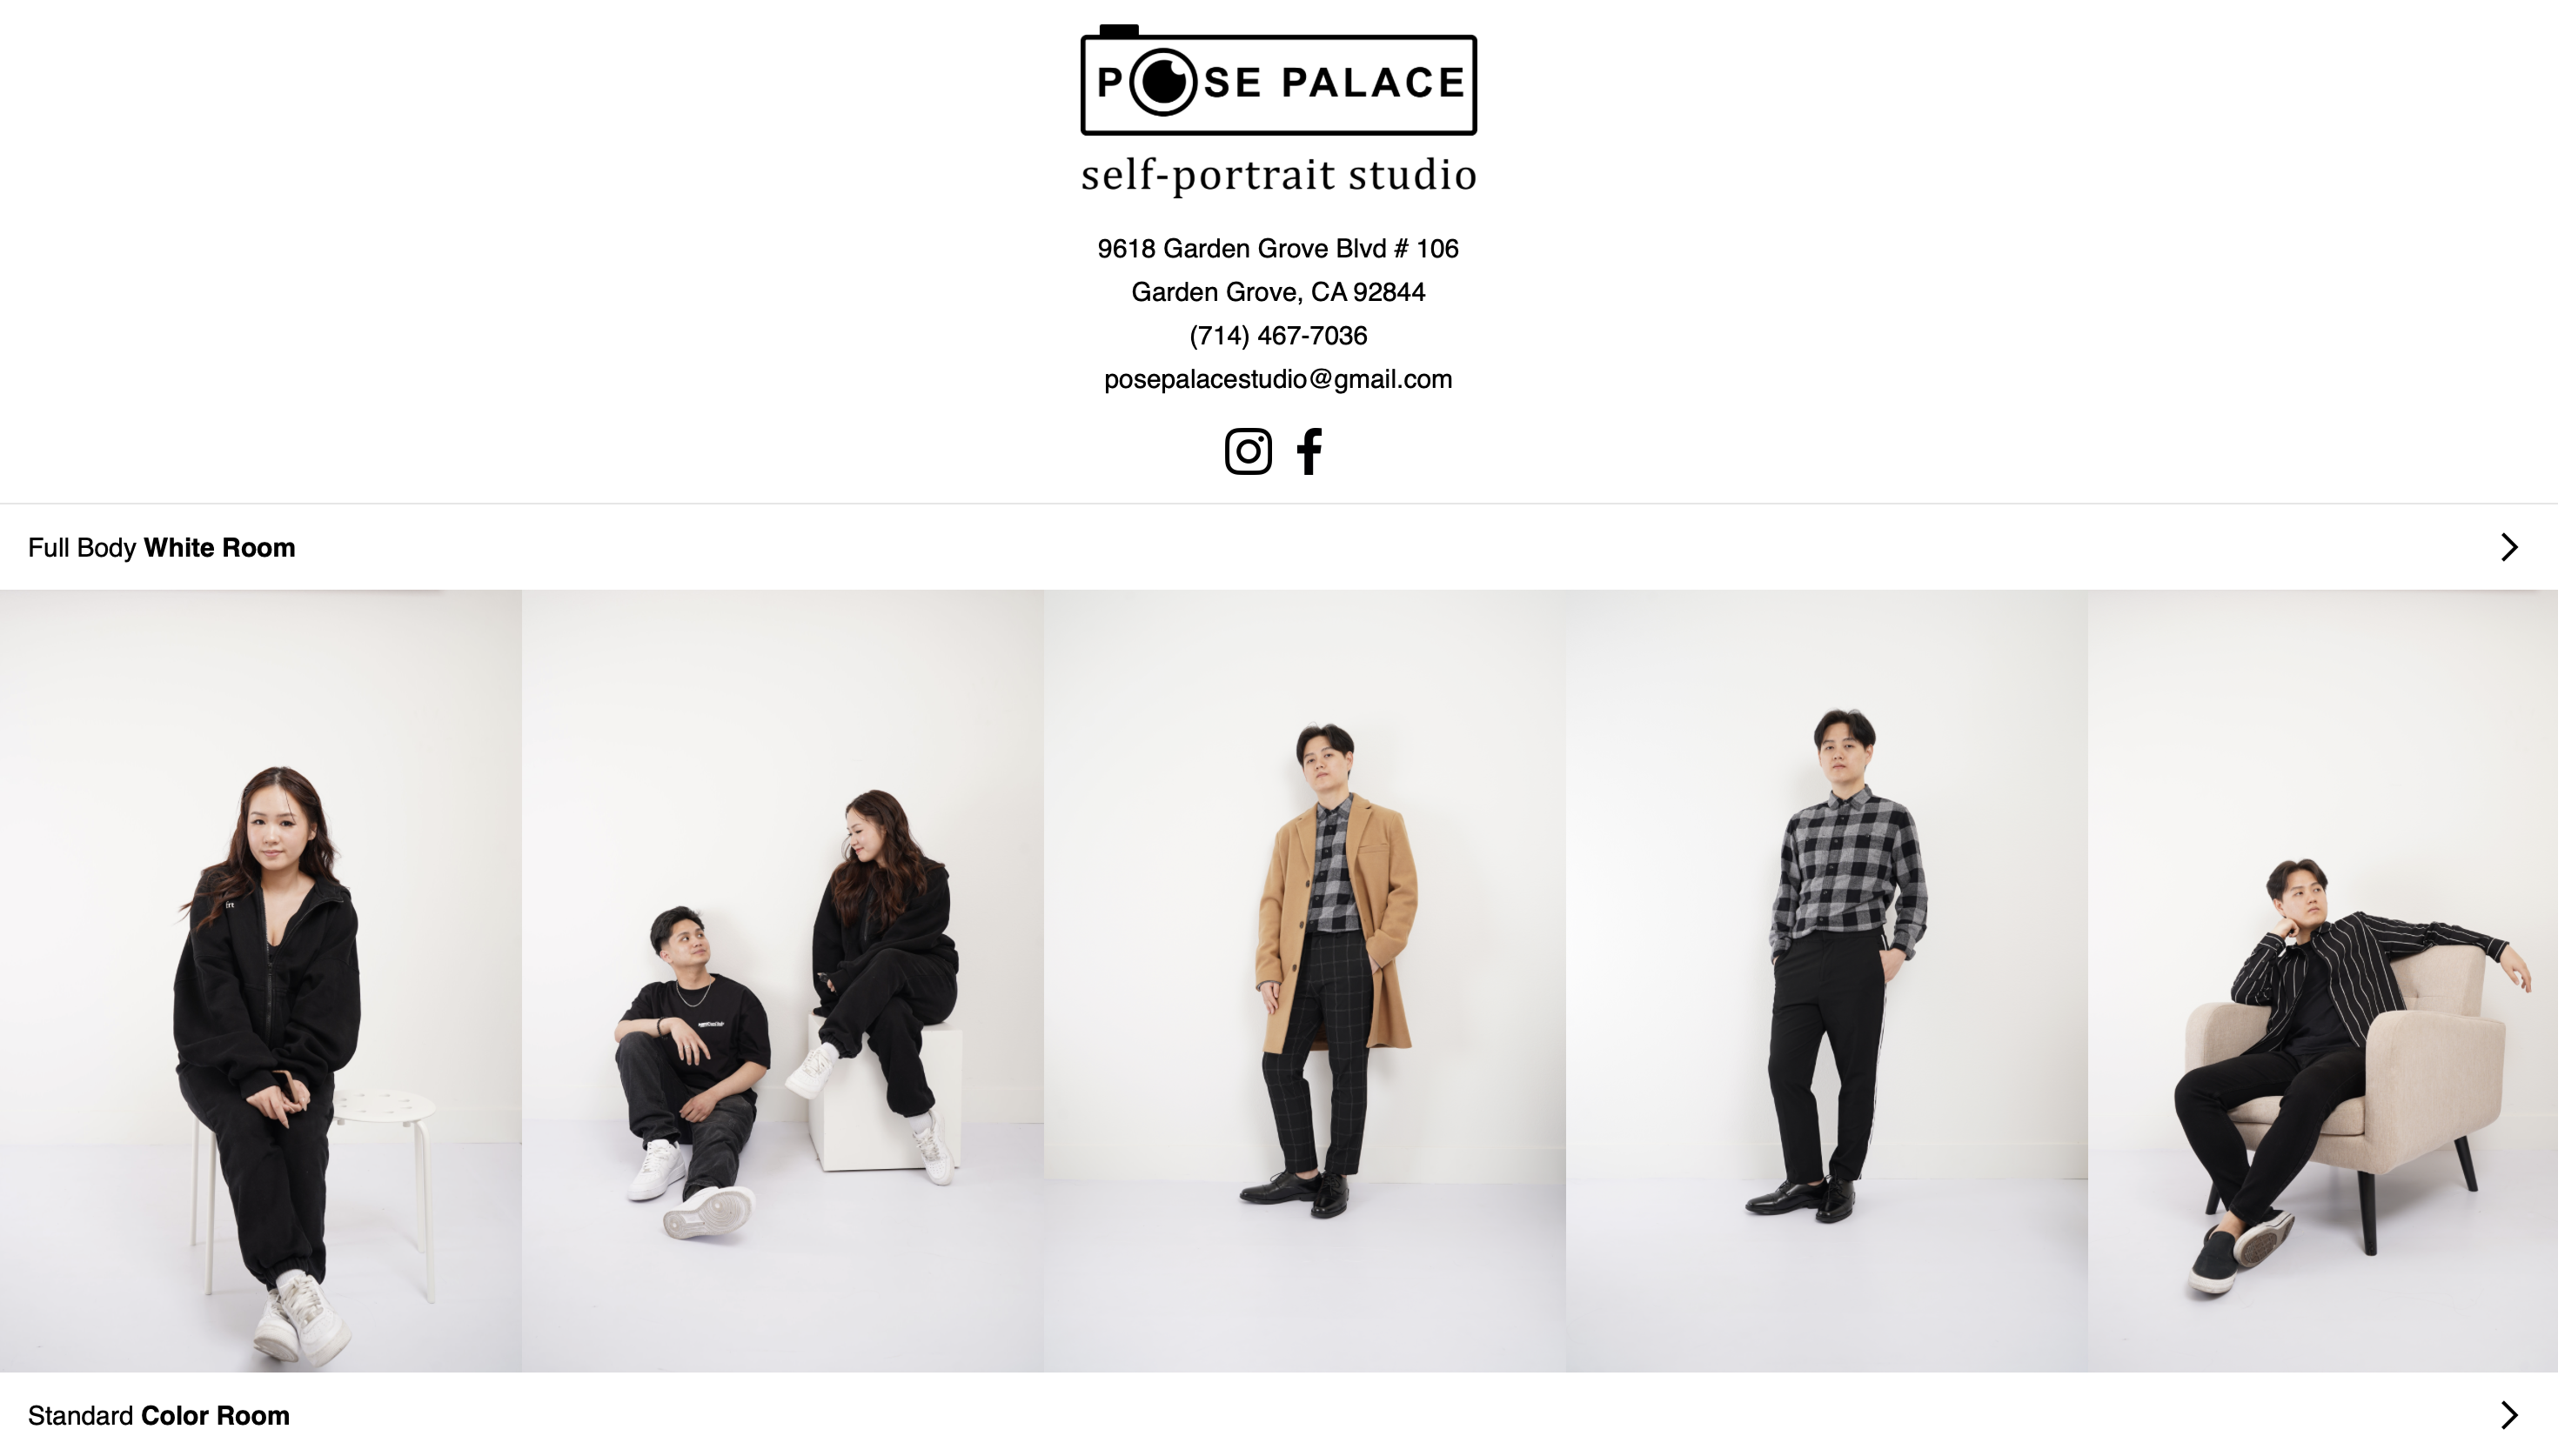 POSE PALACE
self-portrait studio
9618 Garden Grove Blvd # 106
Garden Grove, CA 92844
(714) 467-7036
posepalacestudio@gmail.com
Full Body White Room
Standard Color Room